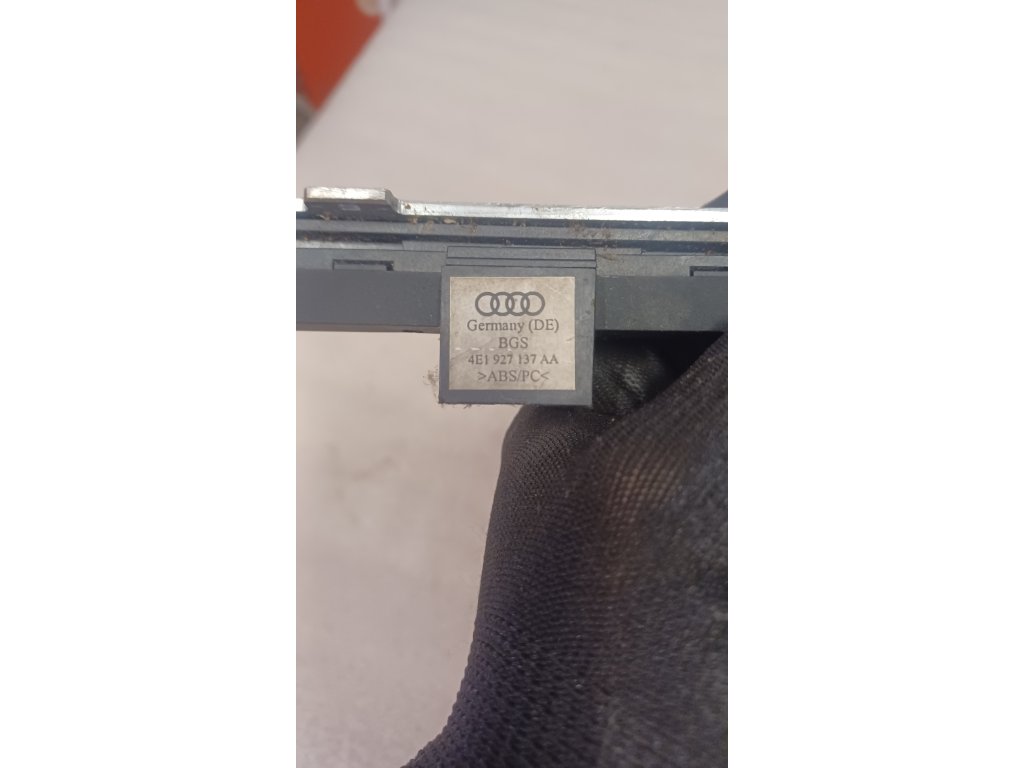 Germany (DE)
BGS
4E1 927 137 AA
>ABS/PC<